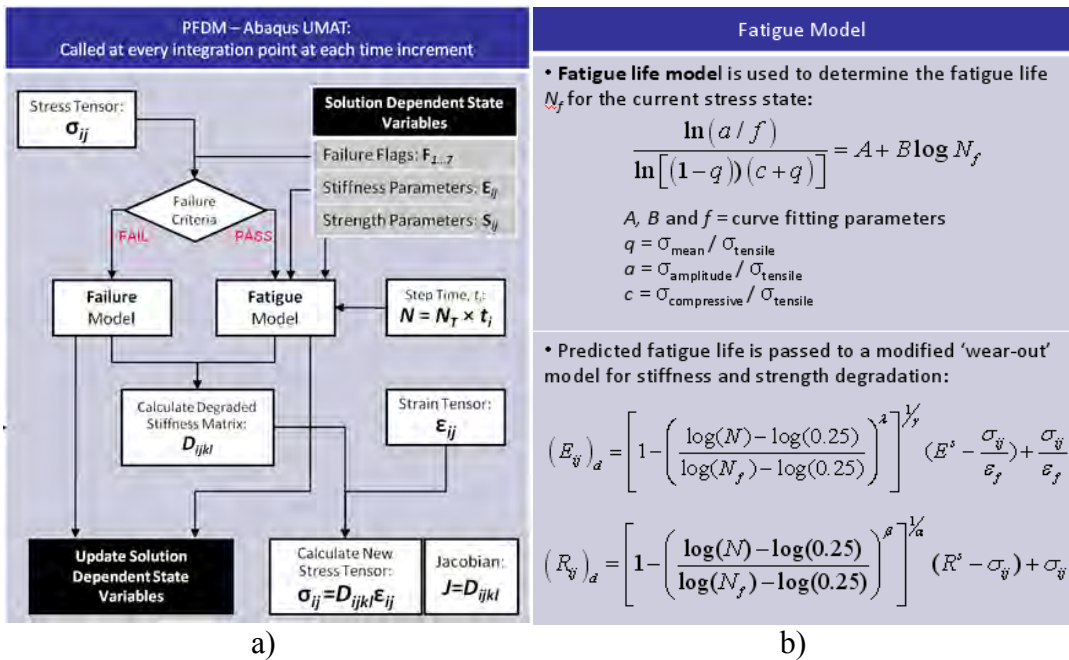 PFDM – Abaqus UMAT:
Called at every integration point at each time increment
Stress Tensor:
σij
Solution Dependent State
Variables
Failure Flags: F1...7
Stiffness Parameters: Eij
Strength Parameters: Sij
Failure
Criteria
FAIL
PASS
Failure
Model
Fatigue
Model
Step Time, ti:
N = NT × ti
Calculate Degraded
Stiffness Matrix:
Dijkl
Strain Tensor:
εij
Update Solution
Dependent State
Variables
Calculate New
Stress Tensor:
σij=Dijklεij
Jacobian:
J=Dijkl
a)
Fatigue Model
• Fatigue life model is used to determine the fatigue life
Nf for the current stress state:
ln(a / f) / ln[(1−q))(c+q)] = A + B log Nf
A, B and f = curve fitting parameters
q = σmean / σtensile
a = σamplitude / σtensile
c = σcompressive / σtensile
• Predicted fatigue life is passed to a modified 'wear-out'
model for stiffness and strength degradation:
(Eij)d = [1−((log(N)−log(0.25))/(log(Nf)−log(0.25)))^λ]^(1/γ) (E^s − σij/εf) + σij/εf
(Rij)d = [1−((log(N)−log(0.25))/(log(Nf)−log(0.25)))^β]^(1/α) (R^s − σij) + σij
b)